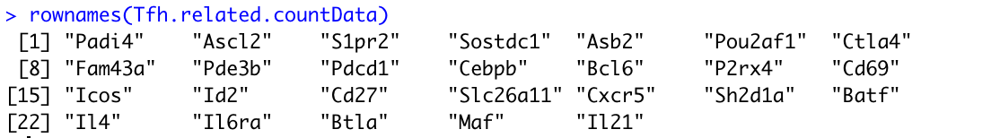 > rownames(Tfh.related.countData)
[1] "Padi4" "Ascl2" "S1pr2" "Sostdc1" "Asb2" "Pou2af1" "Ctla4"
[8] "Fam43a" "Pde3b" "Pdcd1" "Cebpb" "Bcl6" "P2rx4" "Cd69"
[15] "Icos" "Id2" "Cd27" "Slc26a11" "Cxcr5" "Sh2d1a" "Batf"
[22] "Il4" "Il6ra" "Btla" "Maf" "Il21"